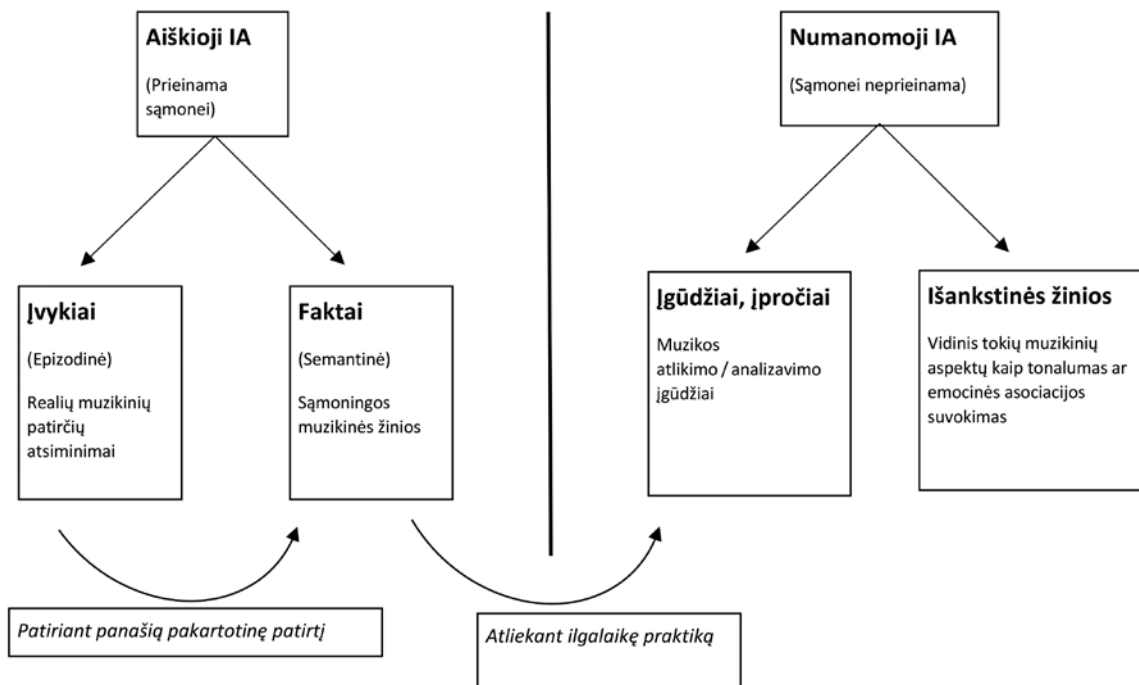 Aiškioji IA
(Prieinama
sąmonei)
Numanomoji IA
(Sąmonei neprieinama)
Įvykiai
(Epizodinė)
Realių muzikinių
patirčių
atsiminimai
Faktai
(Semantinė)
Sąmoningos
muzikinės žinios
Įgūdžiai, įpročiai
Muzikos
atlikimo / analizavimo
įgūdžiai
Išankstinės žinios
Vidinis tokių muzikinių
aspektų kaip tonalumas ar
emocinės asociacijos
suvokimas
Patiriant panašią pakartotinę patirtį
Atliekant ilgalaikę praktiką